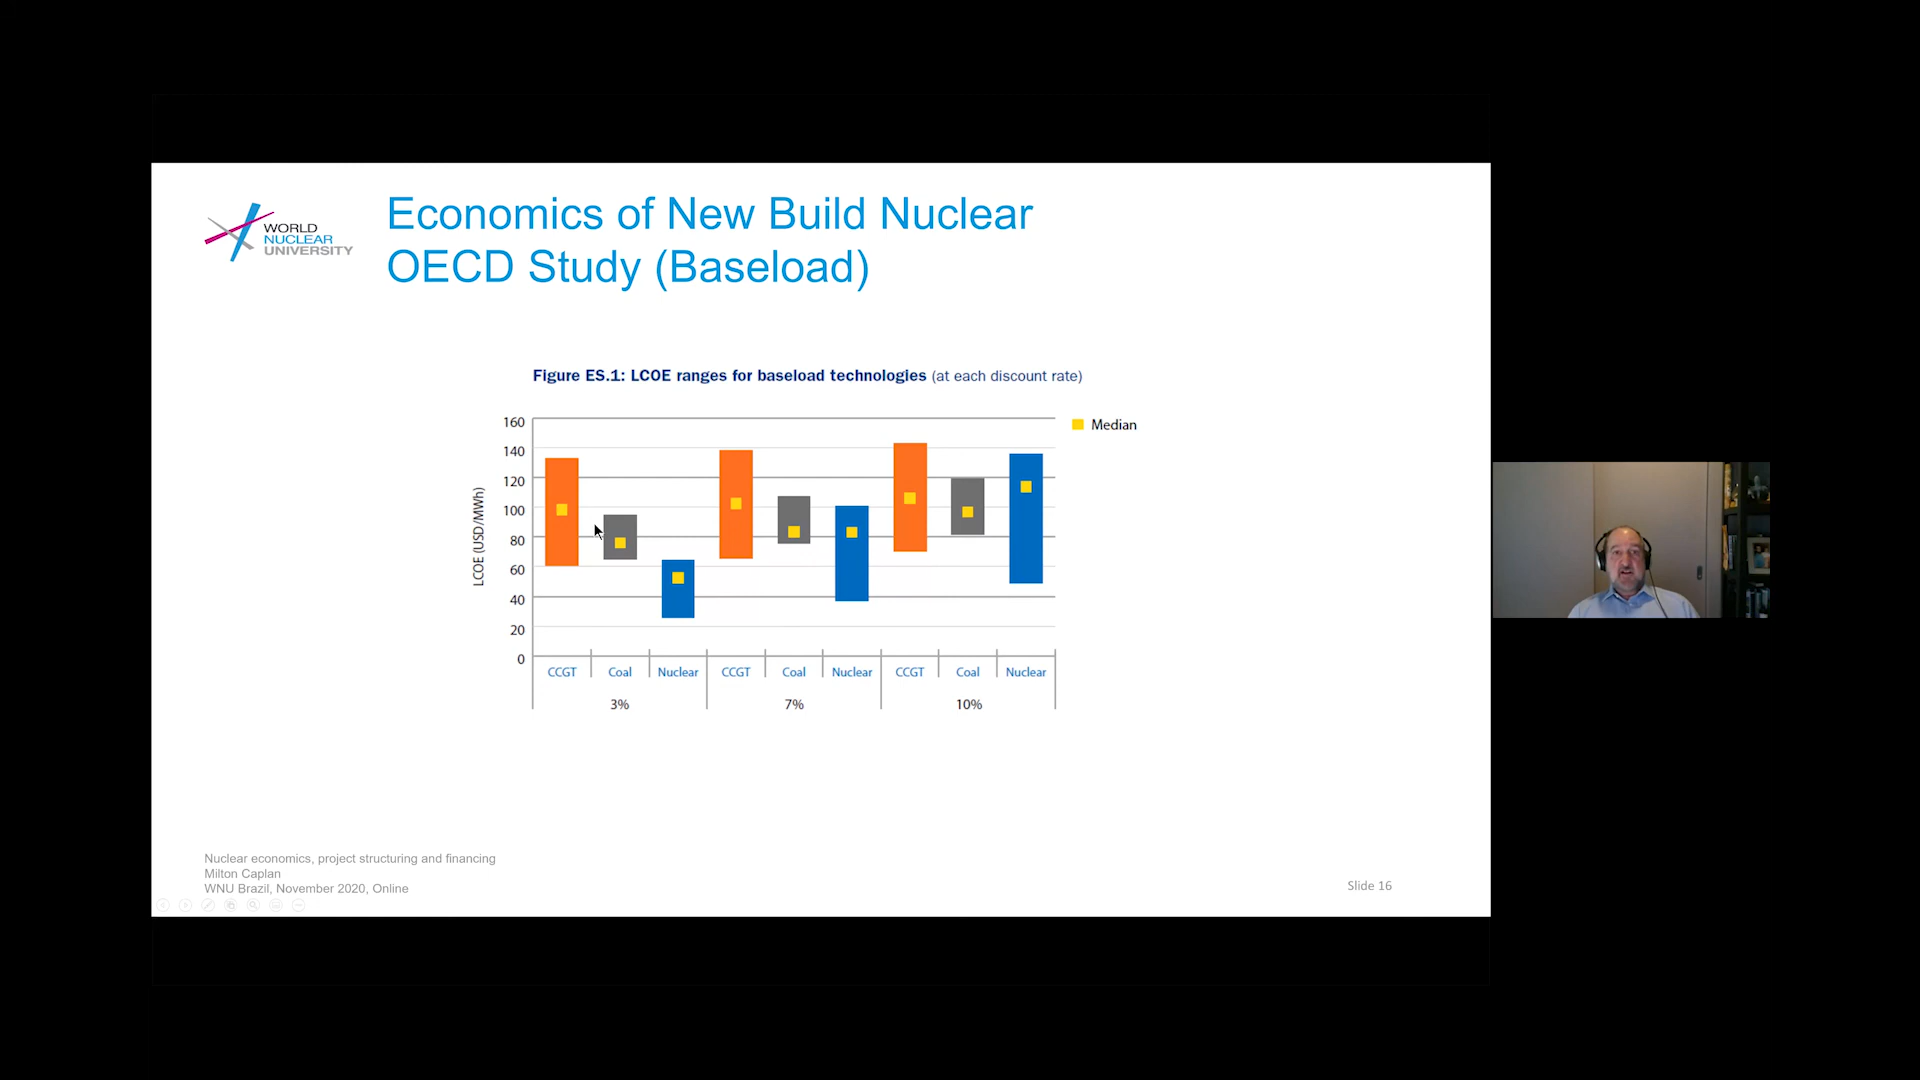 WORLD
NUCLEAR
UNIVERSITY
Economics of New Build Nuclear
OECD Study (Baseload)
Figure ES.1: LCOE ranges for baseload technologies (at each discount rate)
LCOE (USD/MWh)
160
140
120
100
80
60
40
20
0
Median
CCGT Coal Nuclear CCGT Coal Nuclear CCGT Coal Nuclear
3% 7% 10%
Nuclear economics, project structuring and financing
Milton Caplan
WNU Brazil, November 2020, Online
Slide 16